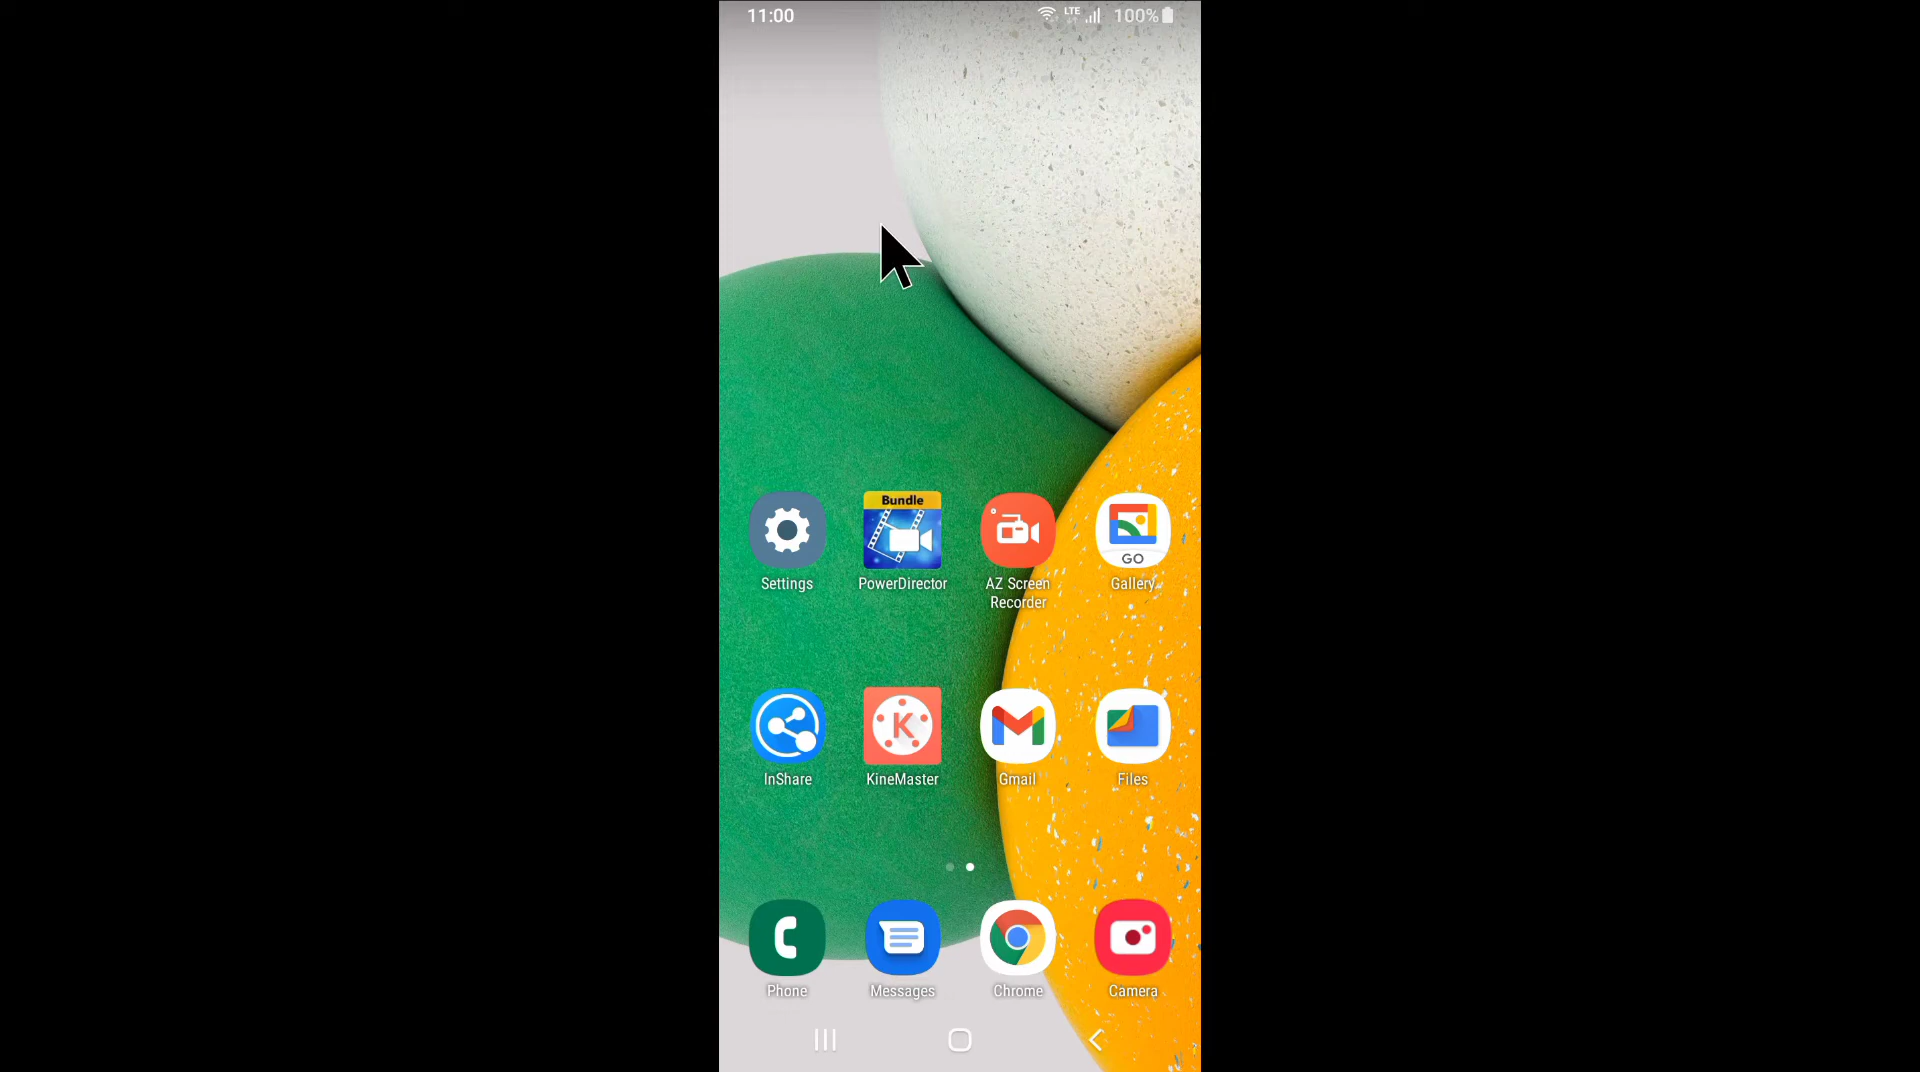 11:00 LTE 100%
Bundle
Settings PowerDirector AZ Screen Recorder Gallery
GO
InShare KineMaster Gmail Files
K
Phone Messages Chrome Camera